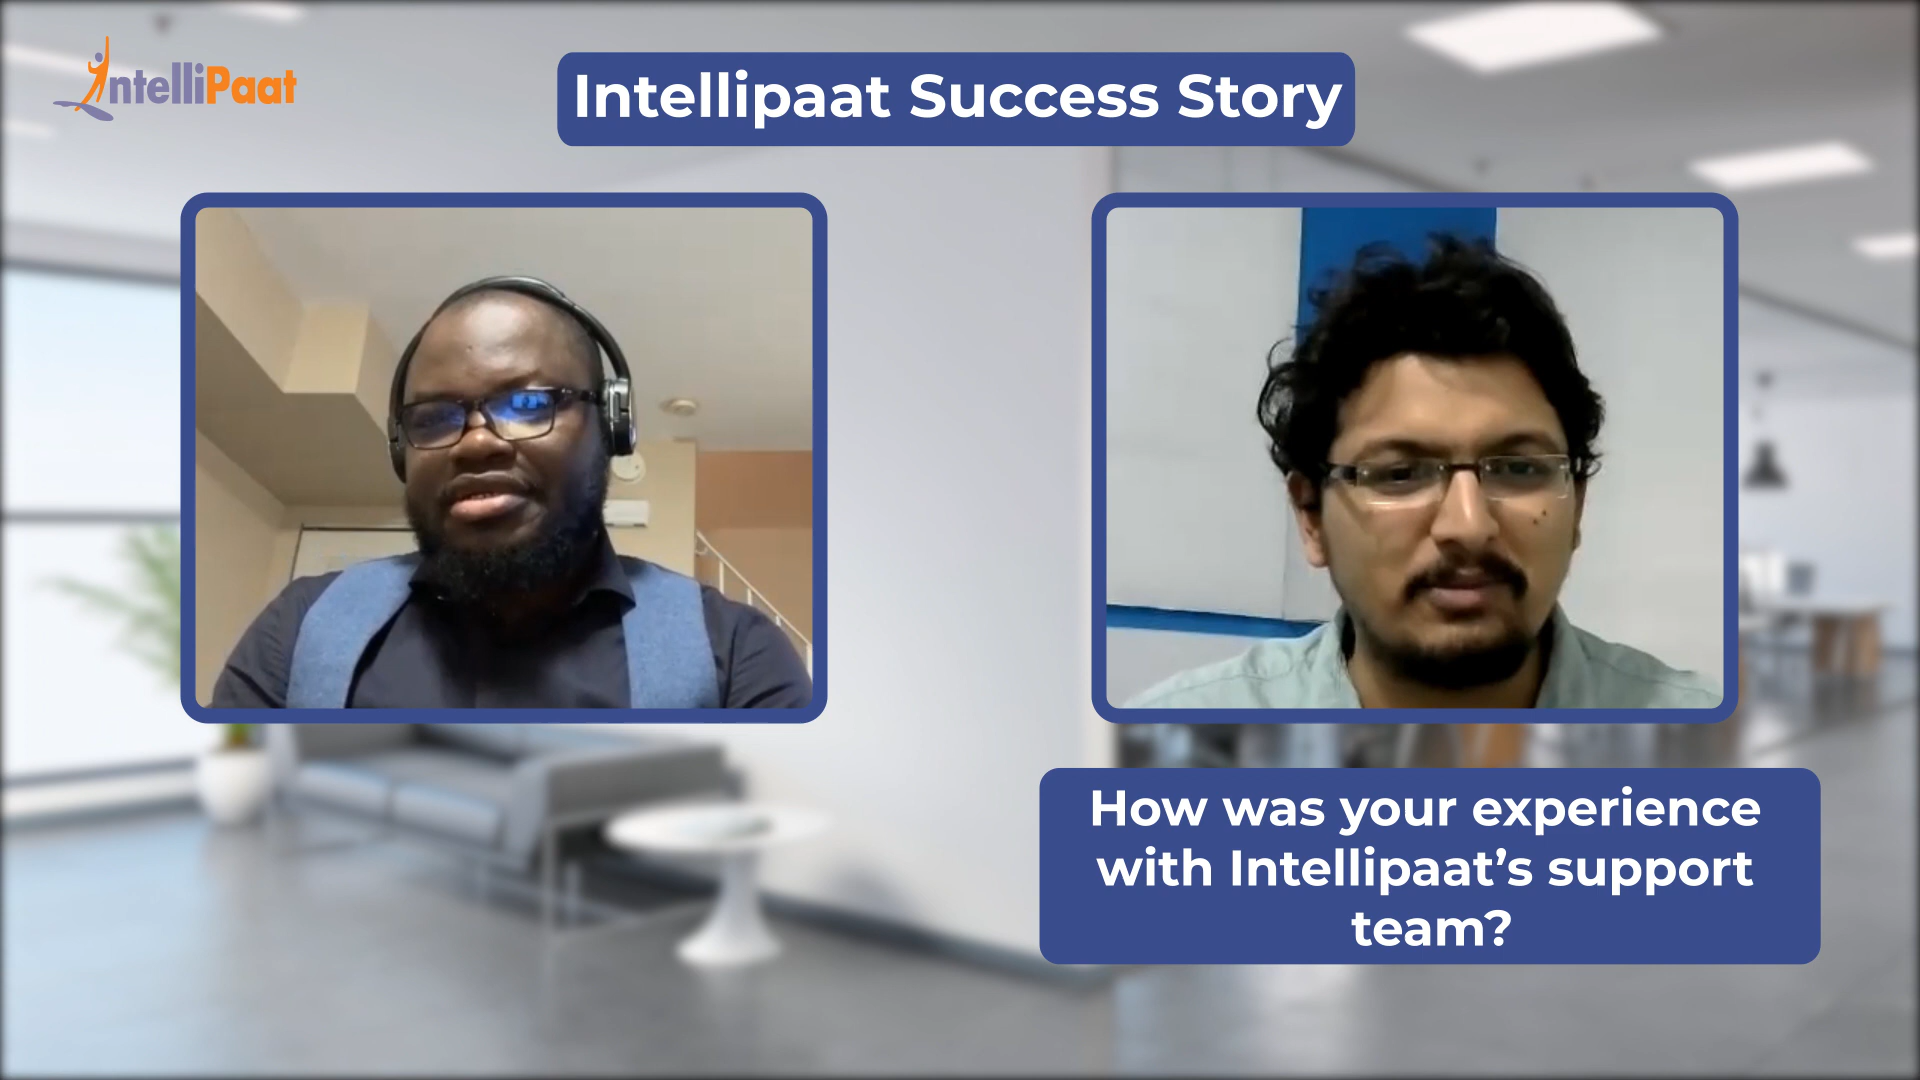 IntelliPaat
Intellipaat Success Story
How was your experience
with Intellipaat’s support
team?